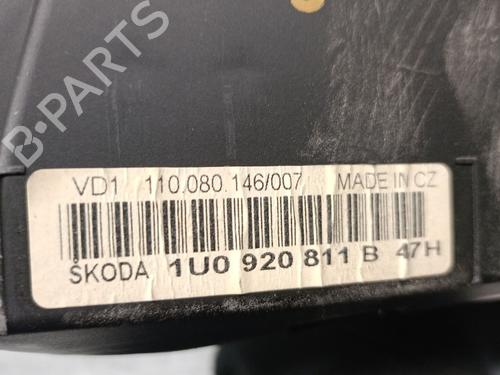 B-PARTS
VD1 110.080.146/007 MADE IN CZ
ŠKODA 1U0 920 811 B 47H